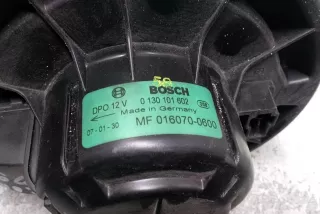 56
BOSCH
DPO 12 V 0 130 101 602
Made in Germany
07-01-30 MF 016070-0600